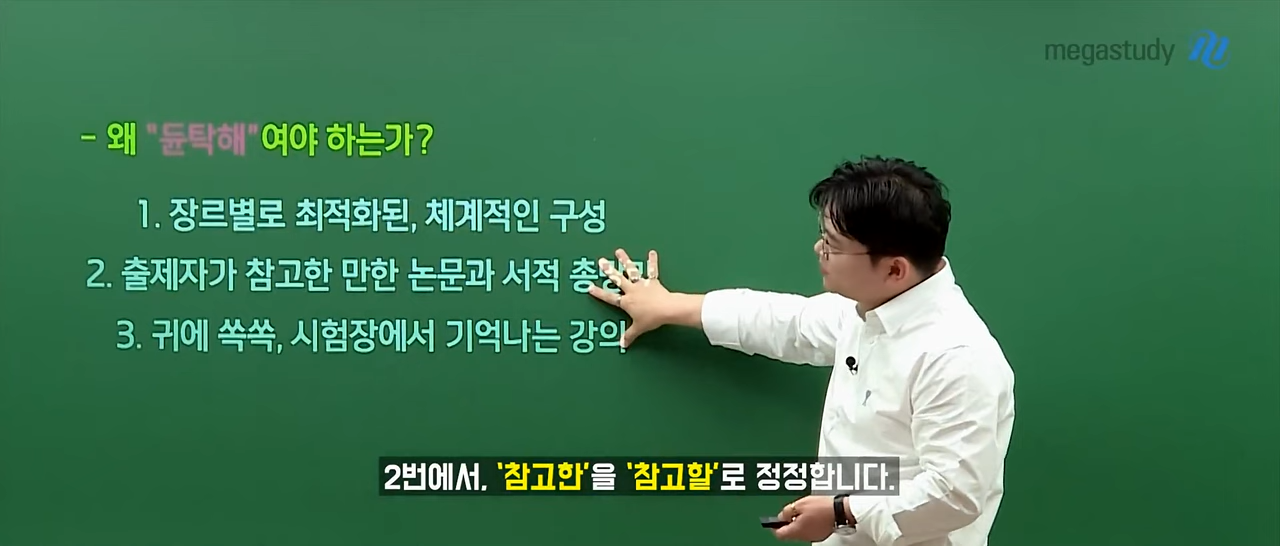 megastudy
- 왜 "듄탁해"여야 하는가?
1. 장르별로 최적화된, 체계적인 구성
2. 출제자가 참고한 만한 논문과 서적
3. 귀에 쏙쏙, 시험장에서 기억나는 강의
2번에서, '참고한'을 '참고할'로 정정합니다.